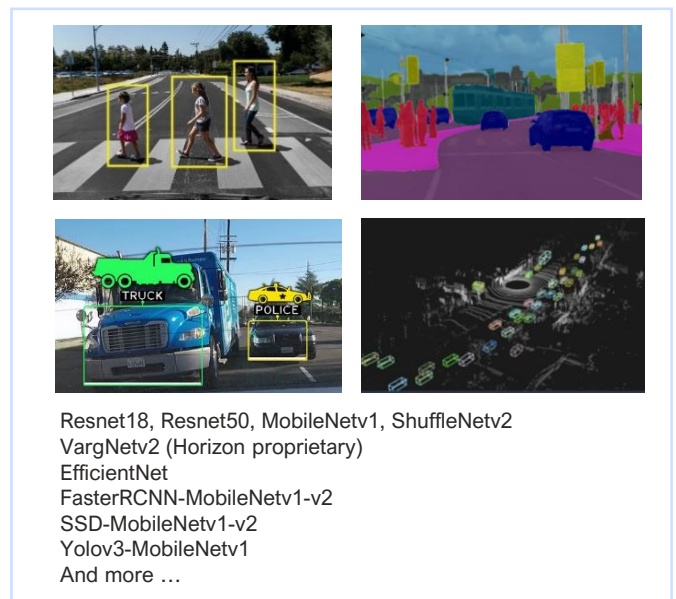 TRUCK
POLICE
Resnet18, Resnet50, MobileNetv1, ShuffleNetv2
VargNetv2 (Horizon proprietary)
EfficientNet
FasterRCNN-MobileNetv1-v2
SSD-MobileNetv1-v2
Yolov3-MobileNetv1
And more …